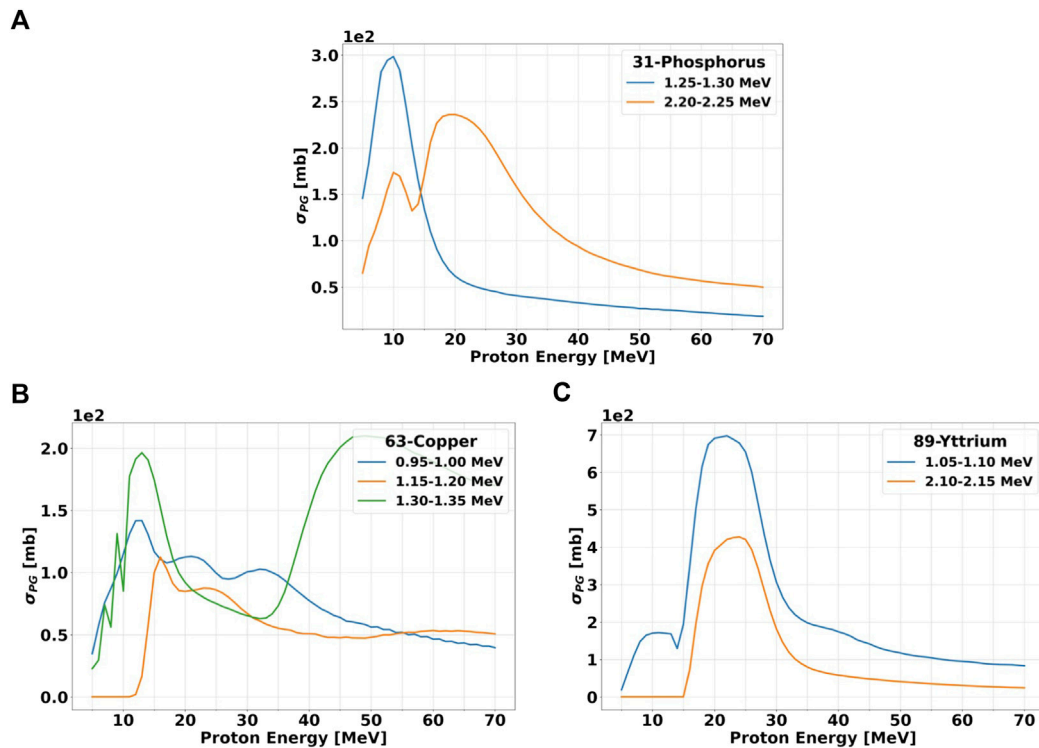 A
1e2
31-Phosphorus
1.25-1.30 MeV
2.20-2.25 MeV
3.0
2.5
2.0
1.5
1.0
0.5
σPG [mb]
10 20 30 40 50 60 70
Proton Energy [MeV]
B
1e2
63-Copper
0.95-1.00 MeV
1.15-1.20 MeV
1.30-1.35 MeV
2.0
1.5
1.0
0.5
0.0
σPG [mb]
10 20 30 40 50 60 70
Proton Energy [MeV]
C
1e2
89-Yttrium
1.05-1.10 MeV
2.10-2.15 MeV
7
6
5
4
3
2
1
0
σPG [mb]
10 20 30 40 50 60 70
Proton Energy [MeV]